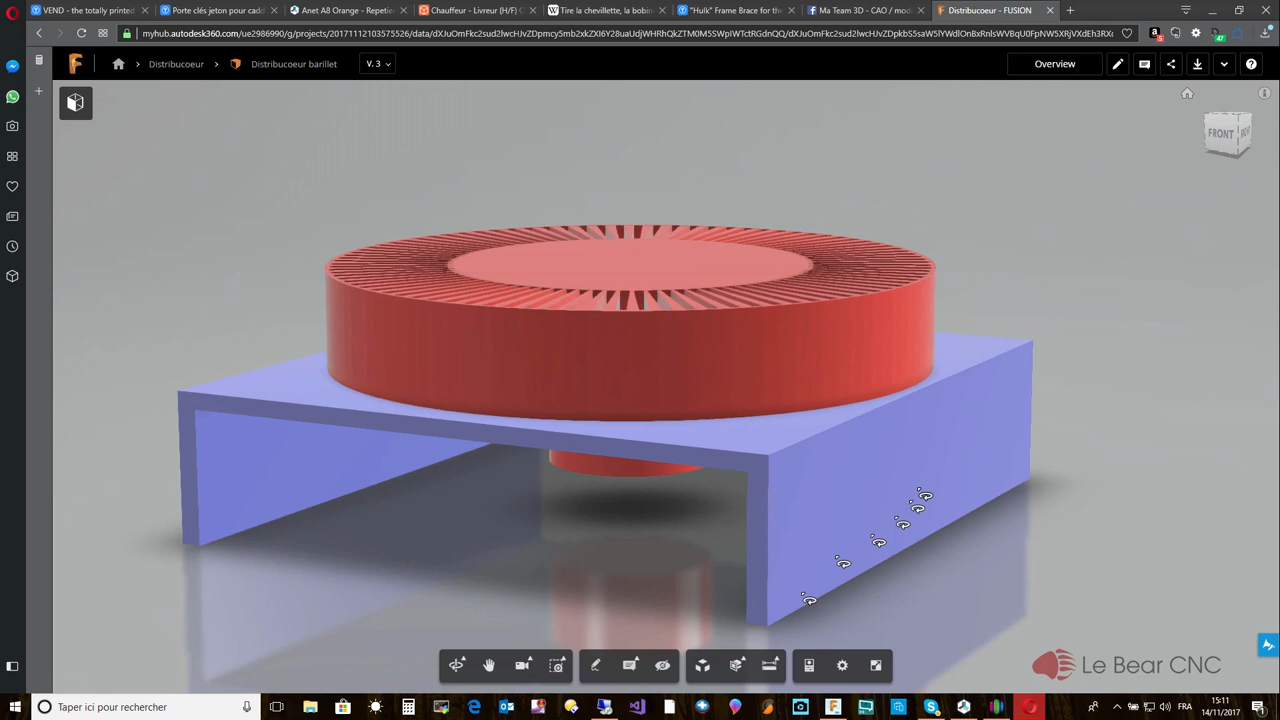 VEND - the totally printed
Porte clés jeton pour cadd
Anet A8 Orange - Repetier
Chauffeur - Livreur (H/F) C
Tire la chevillette, la bobin
"Hulk" Frame Brace for the
Ma Team 3D - CAO / mod
Distribucoeur - FUSION
Distribucoeur
Distribucoeur barillet
V. 3
Overview
FRONT
Le Bear CNC
Taper ici pour rechercher
15:11
FRA
14/11/2017